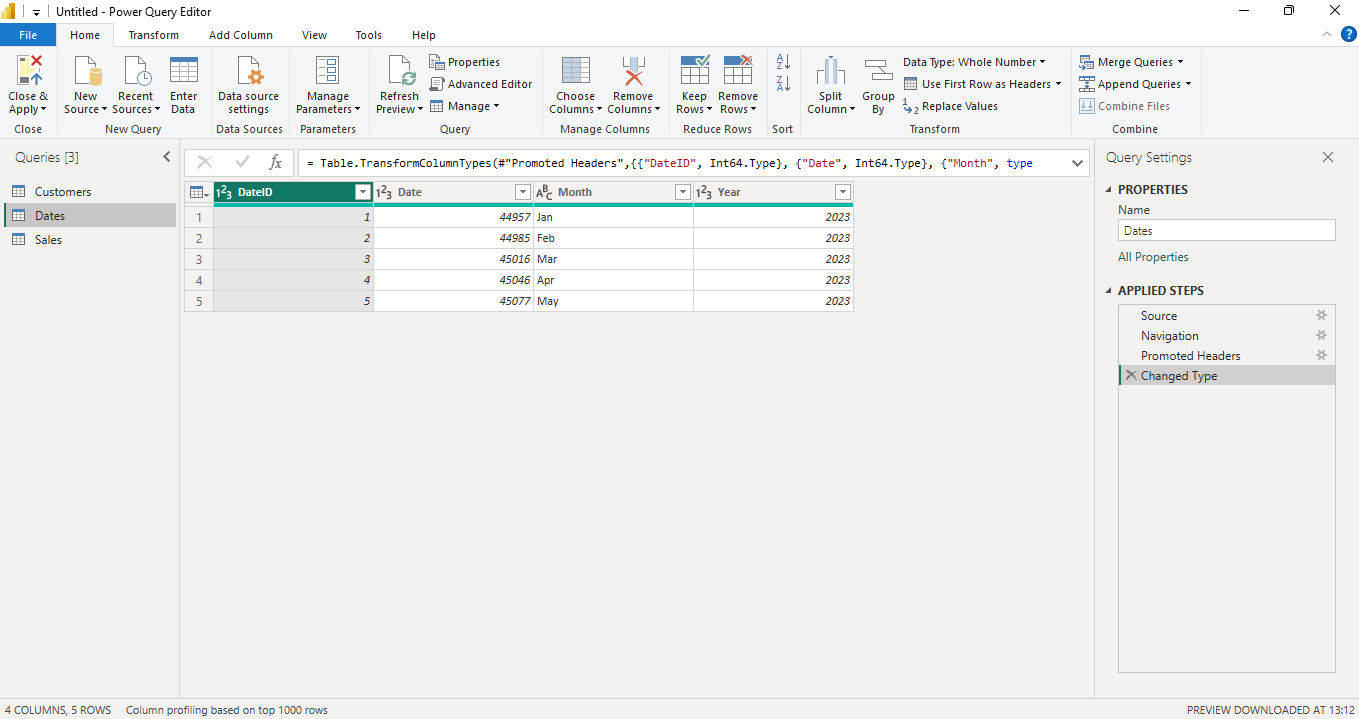 Untitled - Power Query Editor
File Home Transform Add Column View Tools Help
Close & Apply
Close
New Source
Recent Sources
Enter Data
New Query
Data source settings
Data Sources
Manage Parameters
Parameters
Refresh Preview
Properties
Advanced Editor
Manage
Query
Choose Columns
Remove Columns
Manage Columns
Keep Rows
Remove Rows
Reduce Rows
Sort
Split Column
Group By
Data Type: Whole Number
Use First Row as Headers
Replace Values
Transform
Merge Queries
Append Queries
Combine Files
Combine
Queries [3]
Customers
Dates
Sales
fx = Table.TransformColumnTypes(#"Promoted Headers",{{"DateID", Int64.Type}, {"Date", Int64.Type}, {"Month", type
123 DateID 123 Date ABC Month 123 Year
1 1 44957 Jan 2023
2 2 44985 Feb 2023
3 3 45016 Mar 2023
4 4 45046 Apr 2023
5 5 45077 May 2023
Query Settings
PROPERTIES
Name
Dates
All Properties
APPLIED STEPS
Source
Navigation
Promoted Headers
Changed Type
4 COLUMNS, 5 ROWS Column profiling based on top 1000 rows
PREVIEW DOWNLOADED AT 13:12